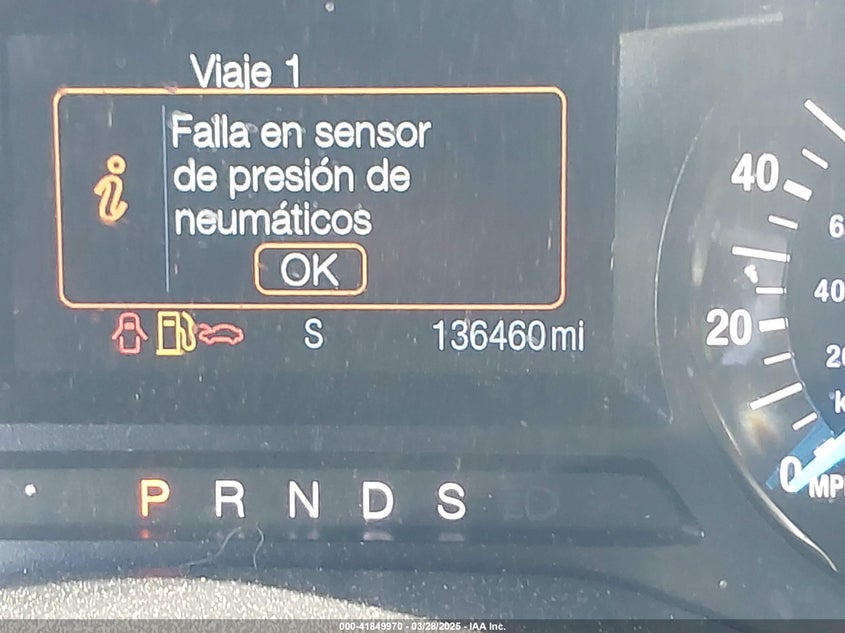 Viaje 1
Falla en sensor
de presión de
neumáticos
OK
S 136460 mi
40
20
0
MPH
P R N D S
000-41849970 - 03/28/2025 - IAA Inc.